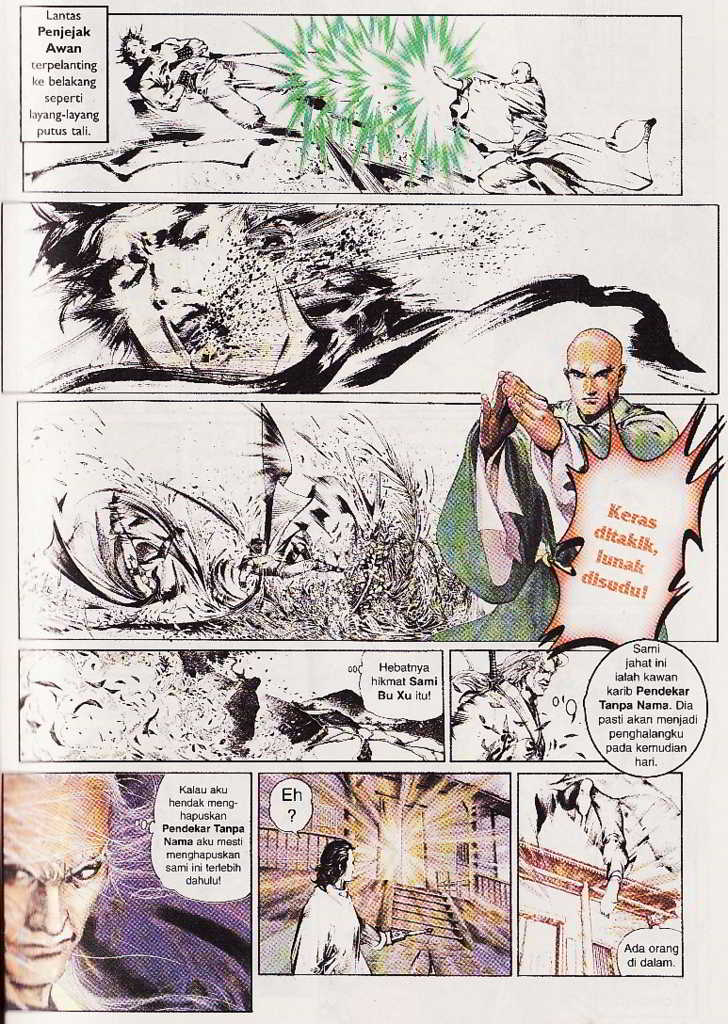 Lantas
Penjejak
Awan
terpelanting
ke belakang
seperti
layang-layang
putus tali.
Keras
ditakik,
lunak
disudu!
Hebatnya
hikmat Sami
Bu Xu itu!
Sami
jahat ini
ialah kawan
karib Pendekar
Tanpa Nama. Dia
pasti akan menjadi
penghalangku
pada kemudian
hari.
Kalau aku
hendak meng-
hapuskan
Pendekar Tanpa
Nama aku mesti
menghapuskan
sami ini terlebih
dahulu!
Eh
?
Ada orang
di dalam.